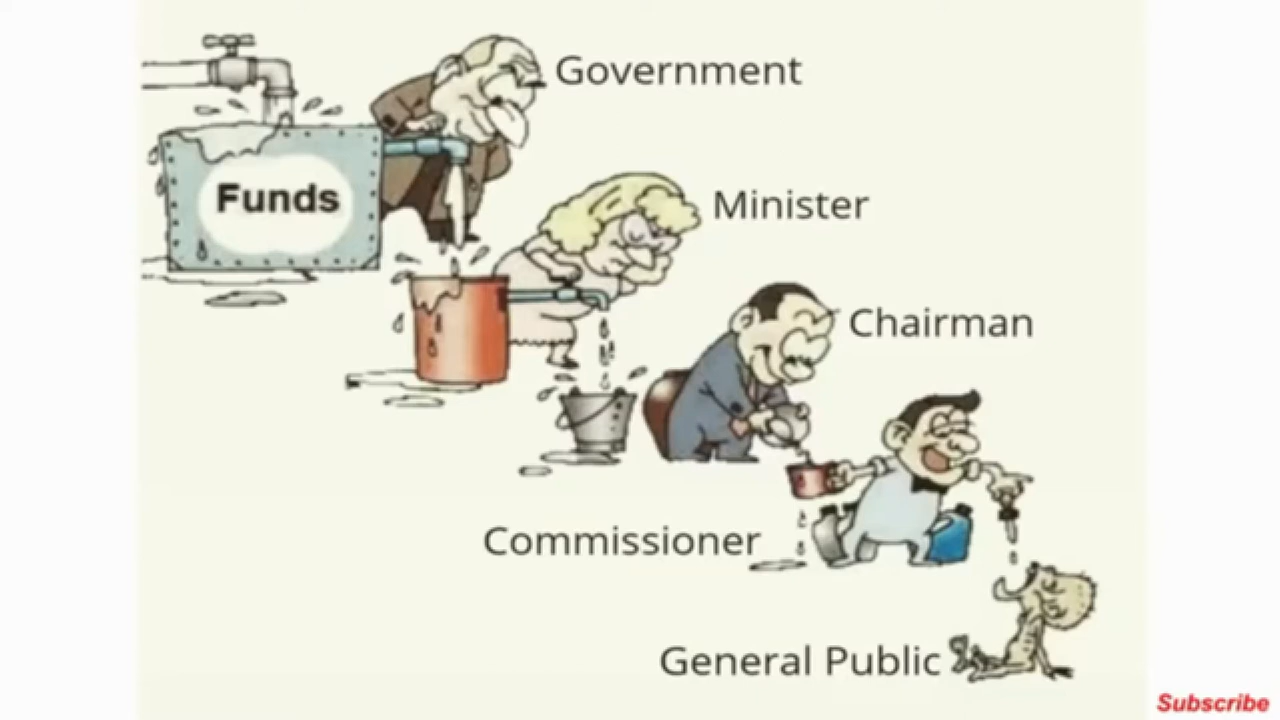 Government
Funds
Minister
Chairman
Commissioner
General Public
Subscribe